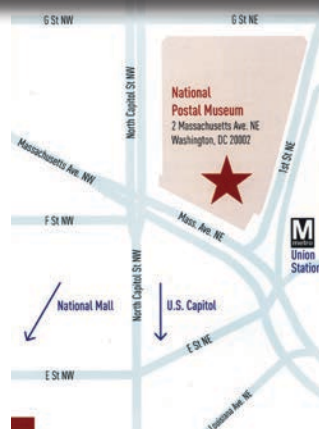 G St NW
G St NE
North Capitol St NW
National
Postal Museum
2 Massachusetts Ave. NE
Washington, DC 20002
1st St NE
Massachusetts Ave. NW
Mass. Ave. NE
F St NW
M
metro
Union
Station
National Mall
North Capitol St NW
U.S. Capitol
E St NE
E St NW
Louisiana Ave. NE